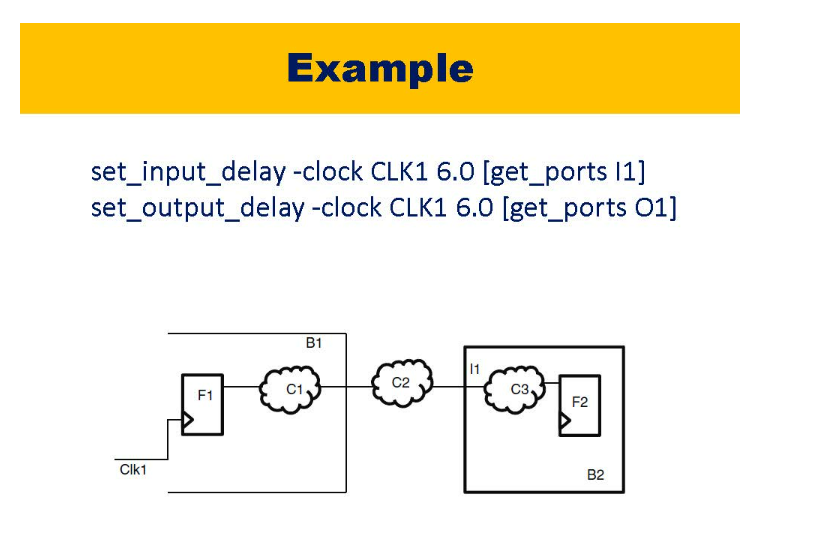 Example
set_input_delay -clock CLK1 6.0 [get_ports I1]
set_output_delay -clock CLK1 6.0 [get_ports O1]
B1
F1
C1
C2
I1
C3
F2
Clk1
B2